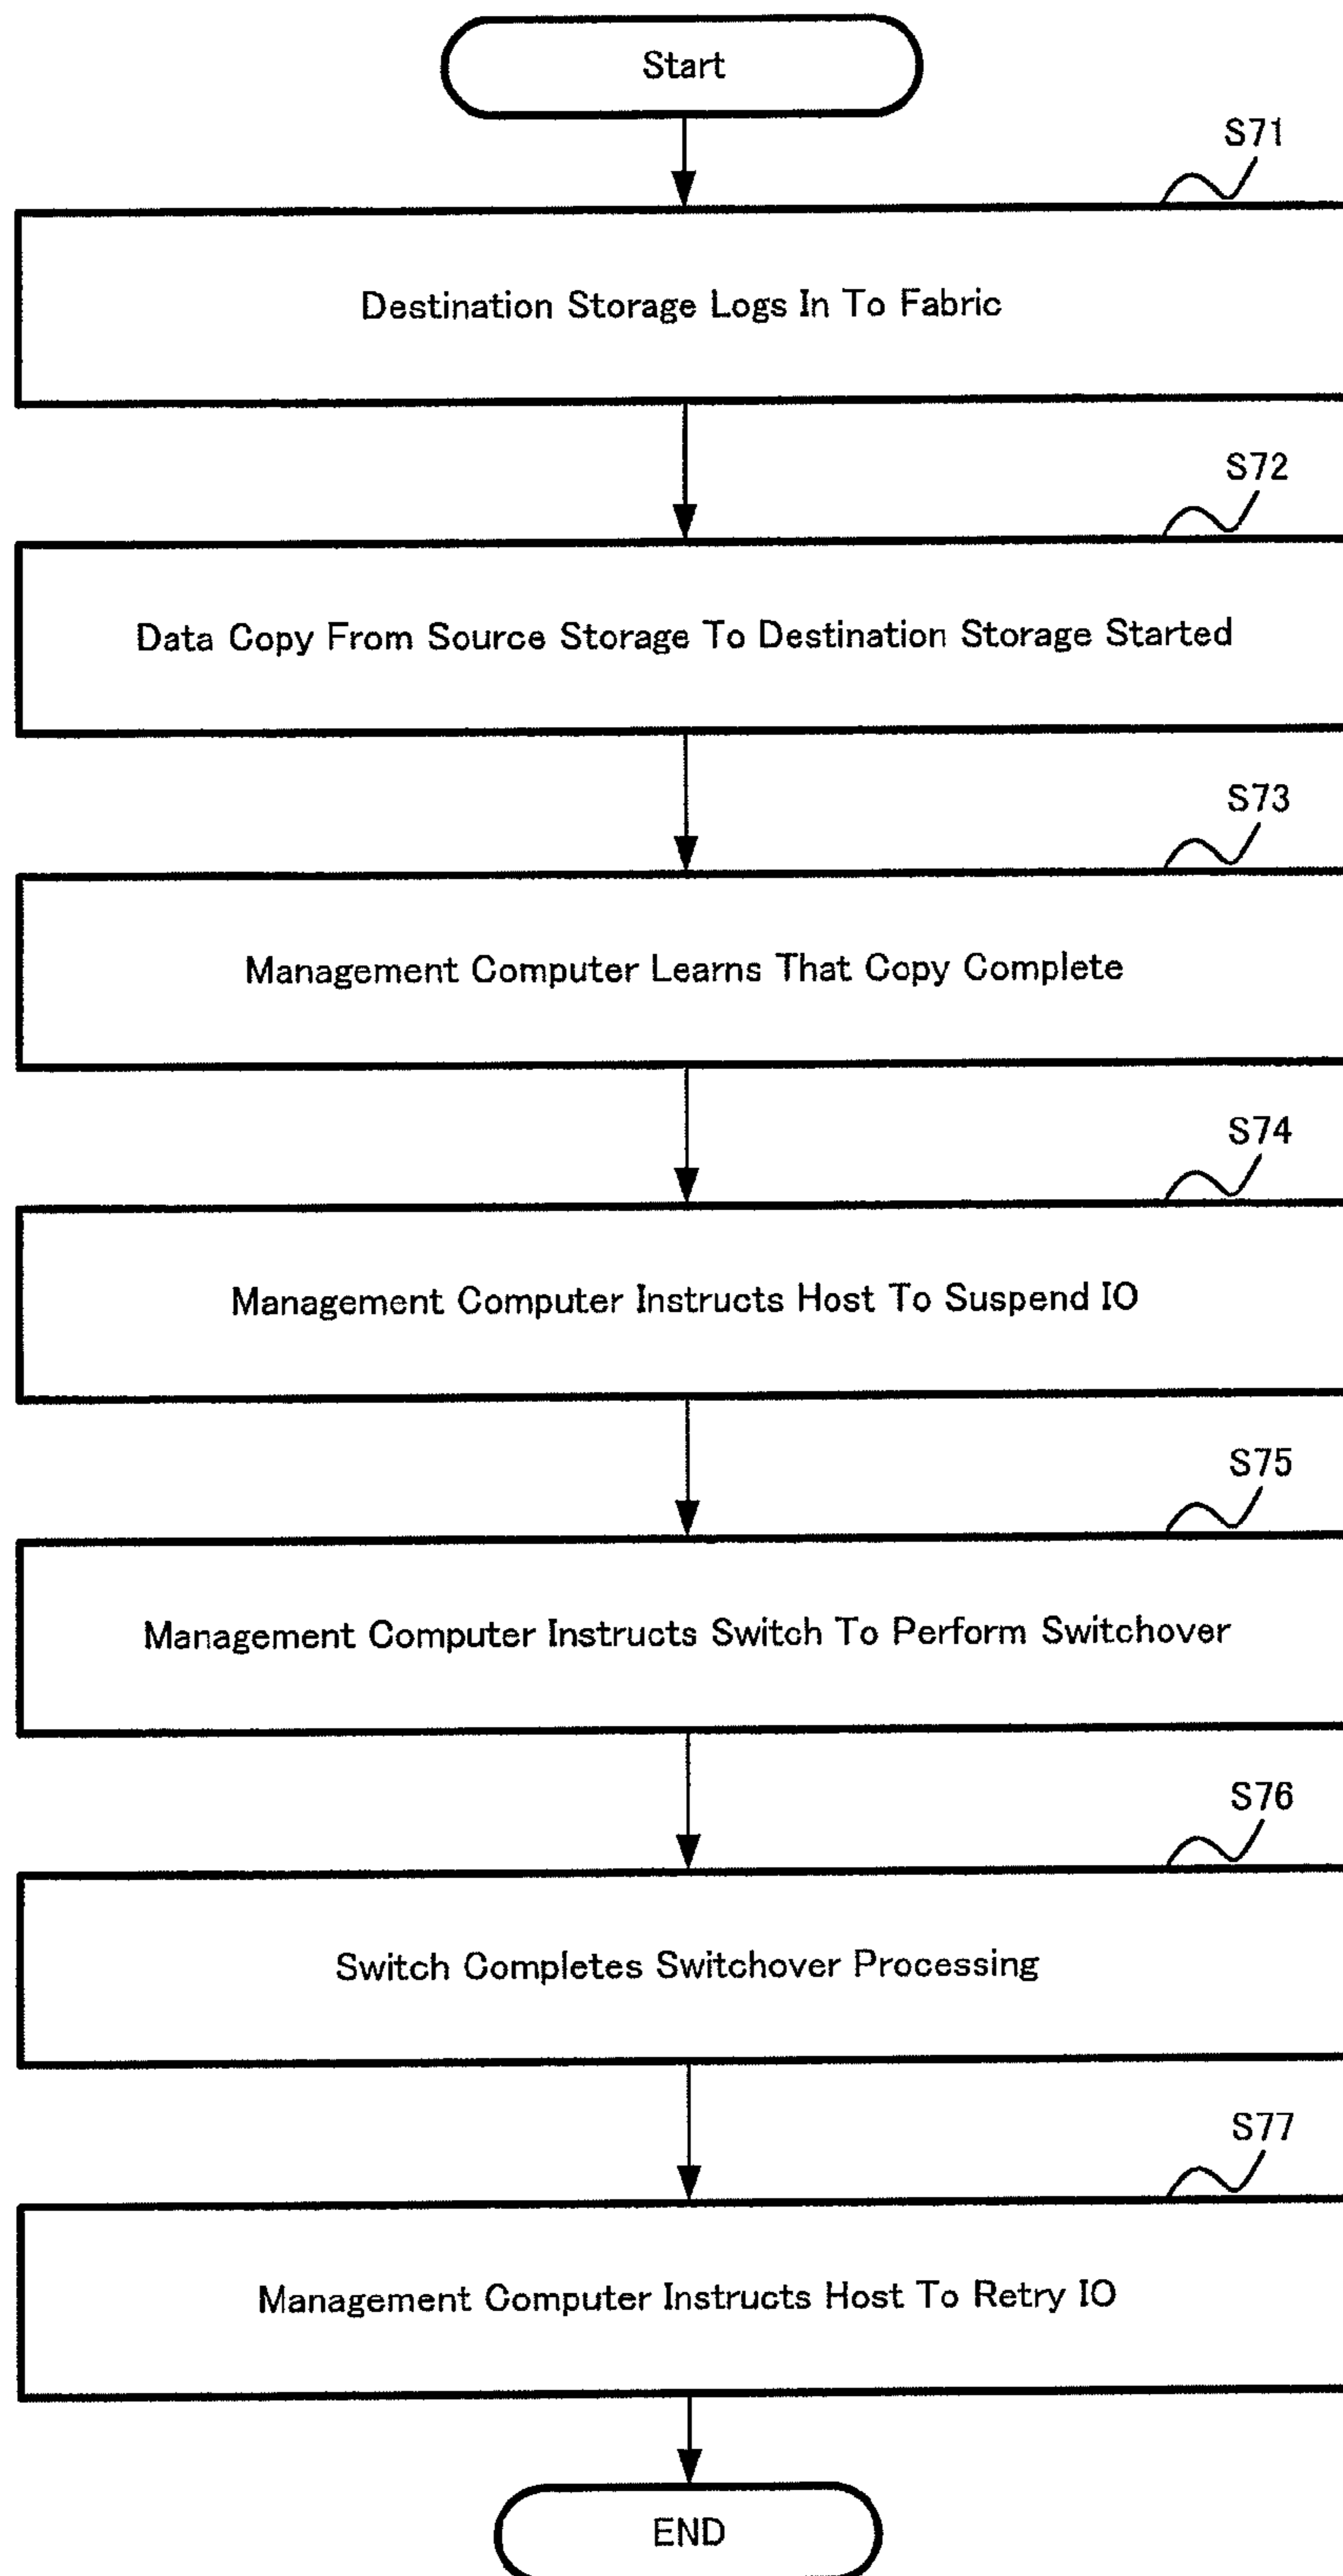 Start
S71
Destination Storage Logs In To Fabric
S72
Data Copy From Source Storage To Destination Storage Started
S73
Management Computer Learns That Copy Complete
S74
Management Computer Instructs Host To Suspend IO
S75
Management Computer Instructs Switch To Perform Switchover
S76
Switch Completes Switchover Processing
S77
Management Computer Instructs Host To Retry IO
END